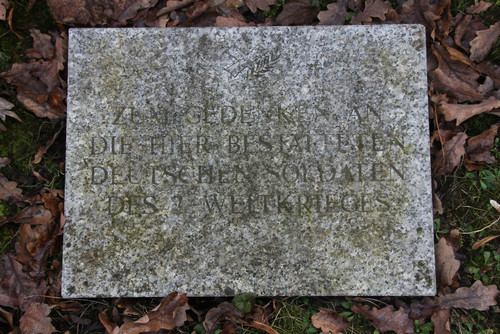 ZUM GEDENKEN AN
DIE HIER BESTATTETEN
DEUTSCHEN SOLDATEN
DES 2. WELTKRIEGES